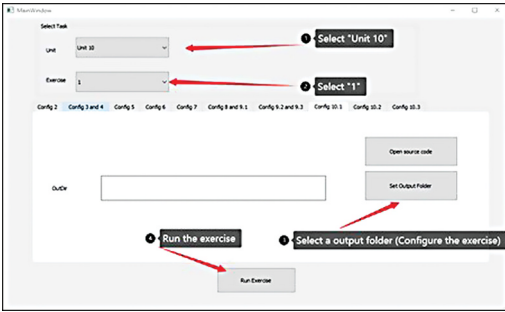 MainWindow
Select Task
Unit
Unit 10
1 Select "Unit 10"
Exercise
1
2 Select "1"
Config 2 Config 3 and 4 Config 5 Config 6 Config 7 Config 8 and 9.1 Config 9.2 and 9.3 Config 10.1 Config 10.2 Config 10.3
Open source code
OutDir
Set Output Folder
4 Run the exercise
3 Select a output folder (Configure the exercise)
Run Exercise